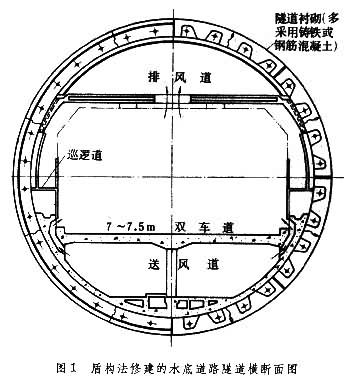 隧道衬砌(多
采用铸铁或
钢筋混凝土)
排风道
巡逻道
7~7.5m 双车道
送风道
图1 盾构法修建的水底道路隧道横断面图